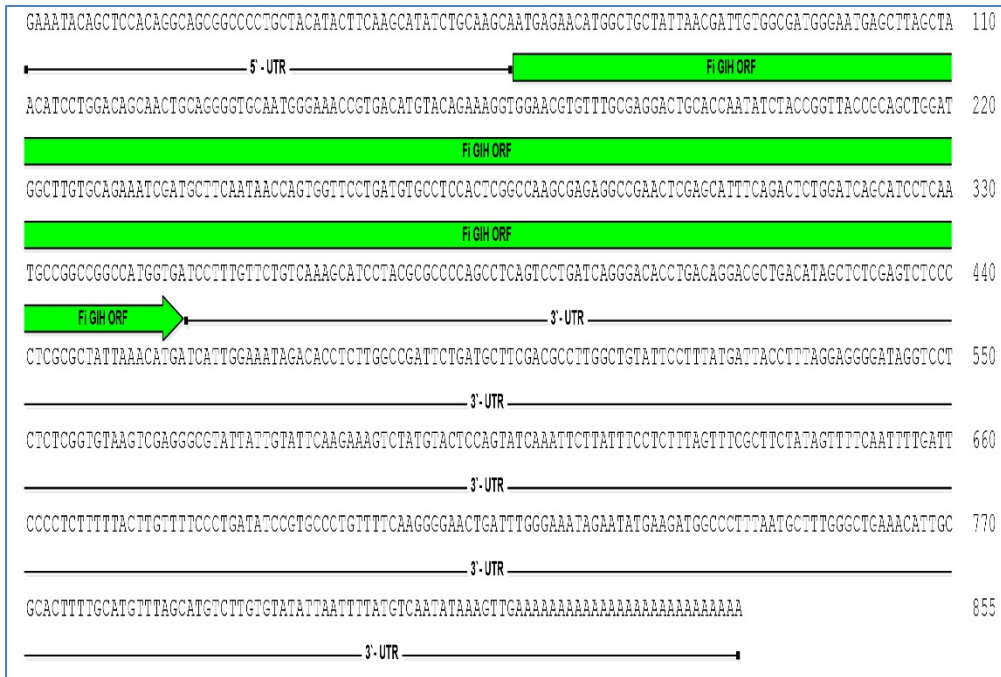 GAAATACAGCTCCACAGGCAGCGGCCCCTGCTACATACTTCAAGCATATCTGCAAGCAATGAGAACATGGCTGCTATTAACGATTGTGGCGATGGGAATGAGCTTAGCTA 110
5`- UTR Fi GIH ORF
ACATCCTGGACAGCAACTGCAGGGGTGCAATGGGAAACCGTGACATGTACAGAAAGGTGGAACGTGTTTGCGAGGACTGCACCAATATCTACCGGTTACCGCAGCTGGAT 220
Fi GIH ORF
GGCTTGTGCAGAAATCGATGCTTCAATAACCAGTGGTTCCTGATGTGCCTCCACTCGGCCAAGCGAGAGGCCGAACTCGAGCATTTCAGACTCTGGATCAGCATCCTCAA 330
Fi GIH ORF
TGCCGGCCGGCCATGGTGATCCTTTGTTCTGTCAAAGCATCCTACGCGCCCCAGCCTCAGTCCTGATCAGGGACACCTGACAGGACGCTGACATAGCTCTCGAGTCTCCC 440
Fi GIH ORF 3`- UTR
CTCGCGCTATTAAACATGATCATTGGAAATAGACACCTCTTGGCCGATTCTGATGCTTCGACGCCTTGGCTGTATTCCTTTATGATTACCTTTAGGAGGGGATAGGTCCT 550
3`- UTR
CTCTCGGTGTAAGTCGAGGGCGTATTATTGTATTCAAGAAAGTCTATGTACTCCAGTATCAAATTCTTATTTCCTCTTTAGTTTCGCTTCTATAGTTTTCAATTTTGATT 660
3`- UTR
CCCCTCTTTTTACTTGTTTTCCCTGATATCCGTGCCCTGTTTTCAAGGGGAACTGATTTGGGAAATAGAATATGAAGATGGCCCTTTAATGCTTTGGGCTGAAACATTGC 770
3`- UTR
GCACTTTTGCATGTTTAGCATGTCTTGTGTATATTAATTTTATGTCAATATAAAGTTGAAAAAAAAAAAAAAAAAAAAAAAAAAA 855
3`- UTR